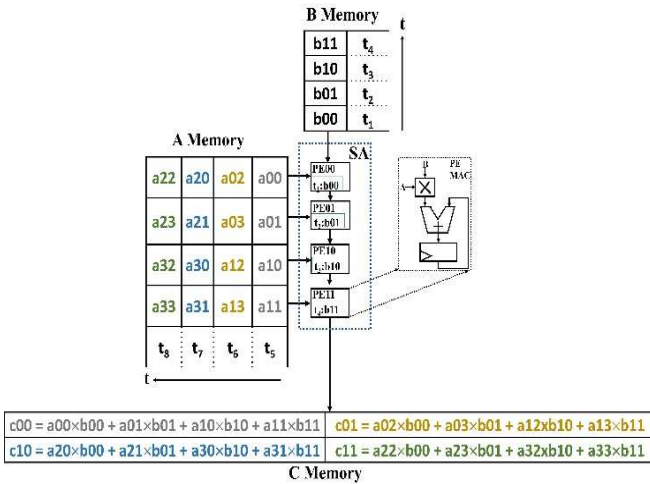 B Memory
b11 t4
b10 t3
b01 t2
b00 t1
t
A Memory
SA
a22 a20 a02 a00
a23 a21 a03 a01
a32 a30 a12 a10
a33 a31 a13 a11
t8 t7 t6 t5
t
PE00
t1:b00
PE01
t2:b01
PE10
t3:b10
PE11
t4:b11
B
PE
MAC
A
×
+
c00 = a00×b00 + a01×b01 + a10×b10 + a11×b11
c01 = a02×b00 + a03×b01 + a12xb10 + a13×b11
c10 = a20×b00 + a21×b01 + a30×b10 + a31×b11
c11 = a22×b00 + a23×b01 + a32xb10 + a33×b11
C Memory